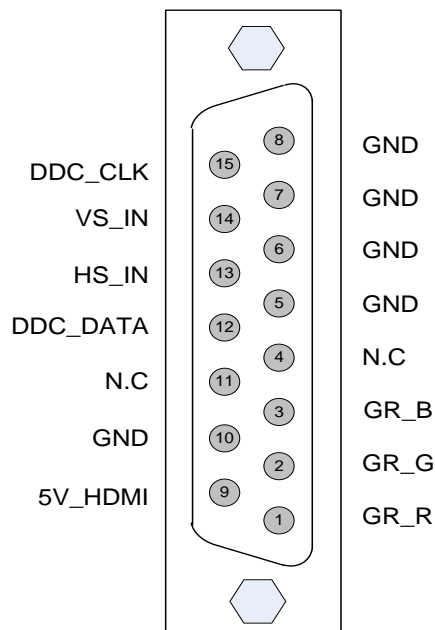 8 GND
15
DDC_CLK
7 GND
14
VS_IN
6 GND
13
HS_IN
5 GND
12
DDC_DATA
4 N.C
11
N.C
3 GR_B
10
GND
2 GR_G
9
5V_HDMI
1 GR_R